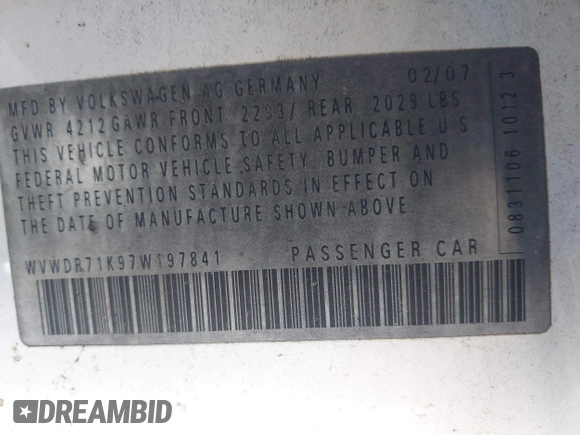 MFD BY VOLKSWAGEN AG GERMANY 02/07
GVWR 4212 GAWR FRONT 2293/ REAR 2029 LBS
THIS VEHICLE CONFORMS TO ALL APPLICABLE U S
FEDERAL MOTOR VEHICLE SAFETY, BUMPER AND
THEFT PREVENTION STANDARDS IN EFFECT ON
THE DATE OF MANUFACTURE SHOWN ABOVE.
WVWDR71K97W197841 PASSENGER CAR
0831106 10123
DREAMBID